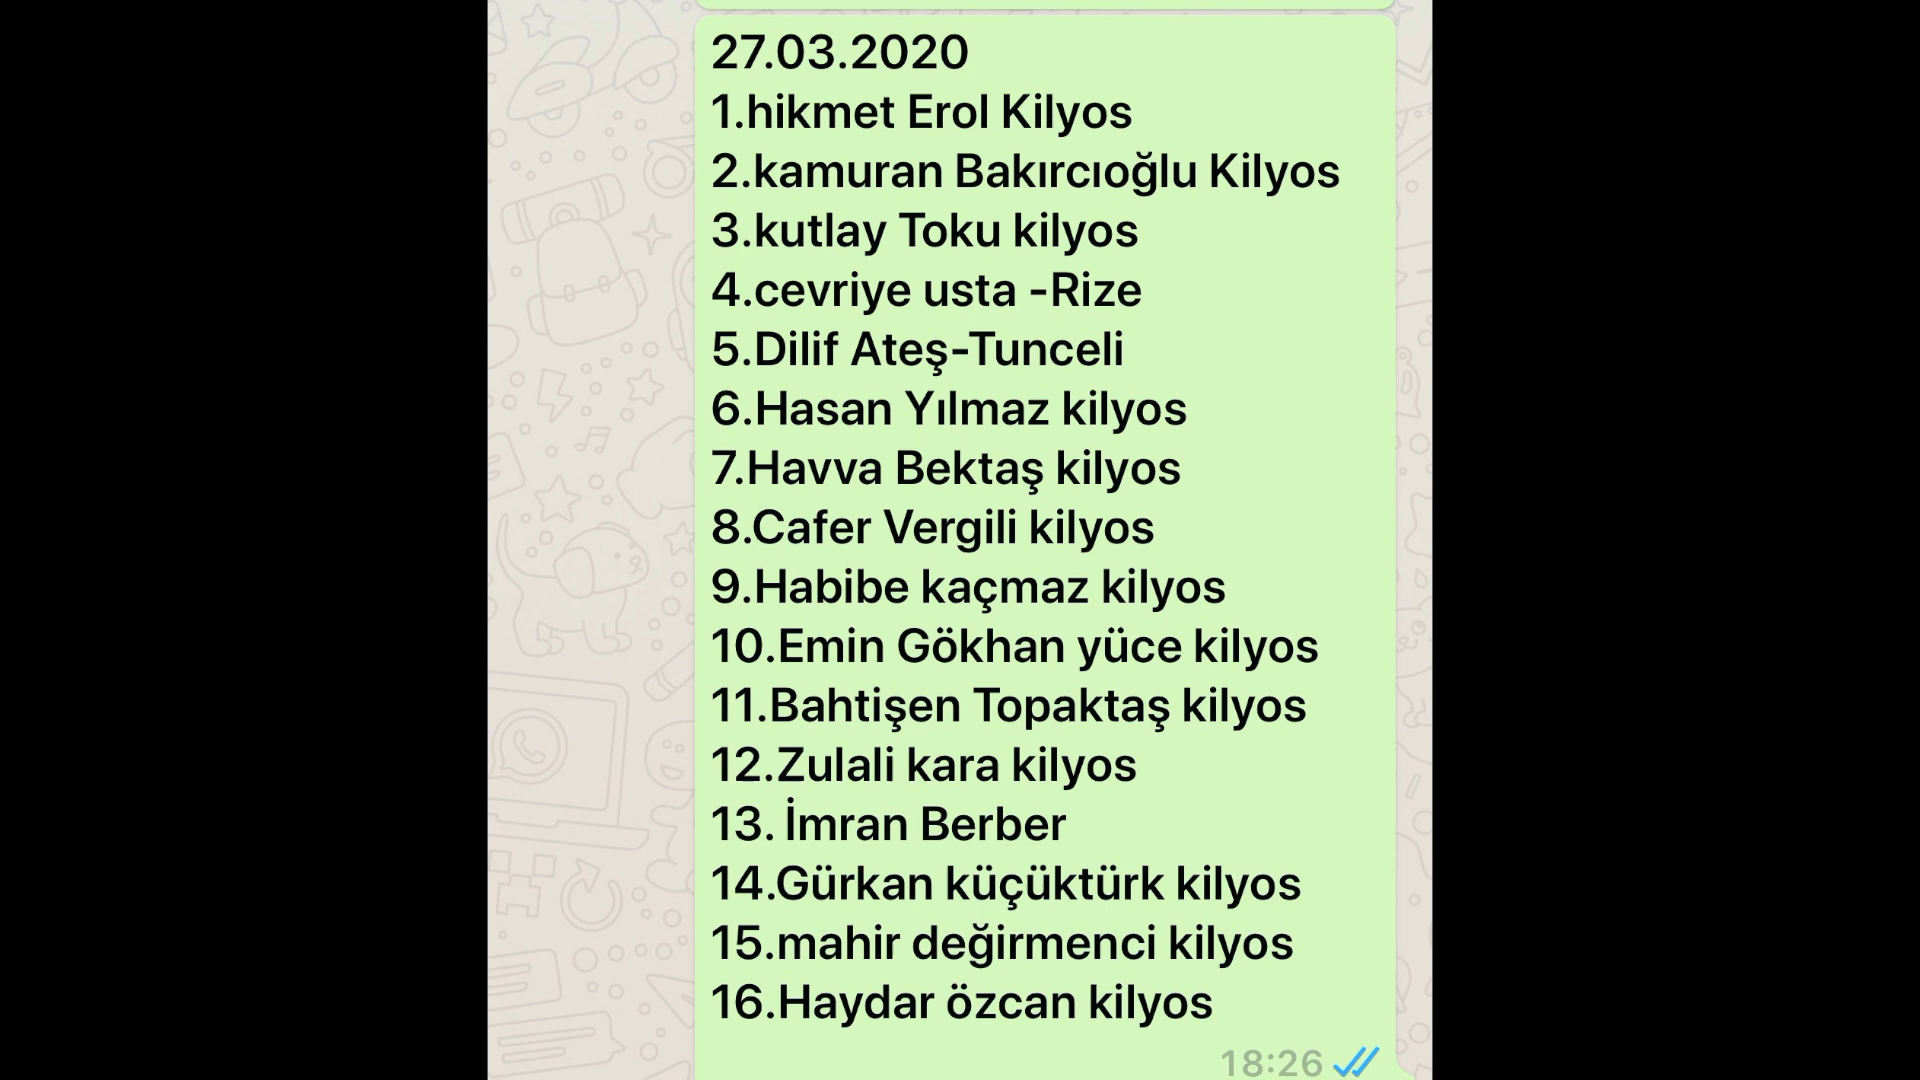 27.03.2020
1.hikmet Erol Kilyos
2.kamuran Bakırcıoğlu Kilyos
3.kutlay Toku kilyos
4.cevriye usta -Rize
5.Dilif Ateş-Tunceli
6.Hasan Yılmaz kilyos
7.Havva Bektaş kilyos
8.Cafer Vergili kilyos
9.Habibe kaçmaz kilyos
10.Emin Gökhan yüce kilyos
11.Bahtişen Topaktaş kilyos
12.Zulali kara kilyos
13. İmran Berber
14.Gürkan küçüktürk kilyos
15.mahir değirmenci kilyos
16.Haydar özcan kilyos
18:26